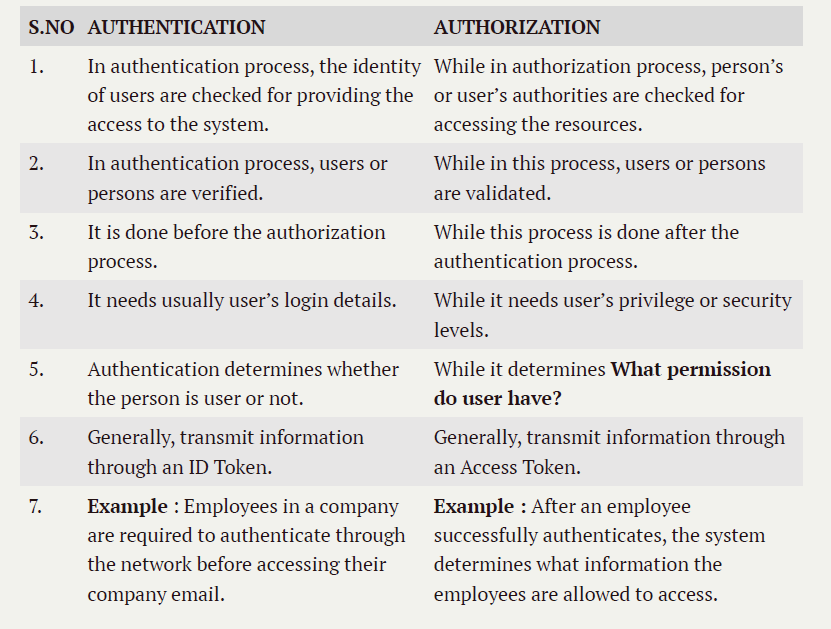 S.NO AUTHENTICATION AUTHORIZATION
1. In authentication process, the identity While in authorization process, person’s
of users are checked for providing the or user’s authorities are checked for
access to the system. accessing the resources.
2. In authentication process, users or While in this process, users or persons
persons are verified. are validated.
3. It is done before the authorization While this process is done after the
process. authentication process.
4. It needs usually user’s login details. While it needs user’s privilege or security
levels.
5. Authentication determines whether While it determines What permission
the person is user or not. do user have?
6. Generally, transmit information Generally, transmit information through
through an ID Token. an Access Token.
7. Example : Employees in a company Example : After an employee
are required to authenticate through successfully authenticates, the system
the network before accessing their determines what information the
company email. employees are allowed to access.